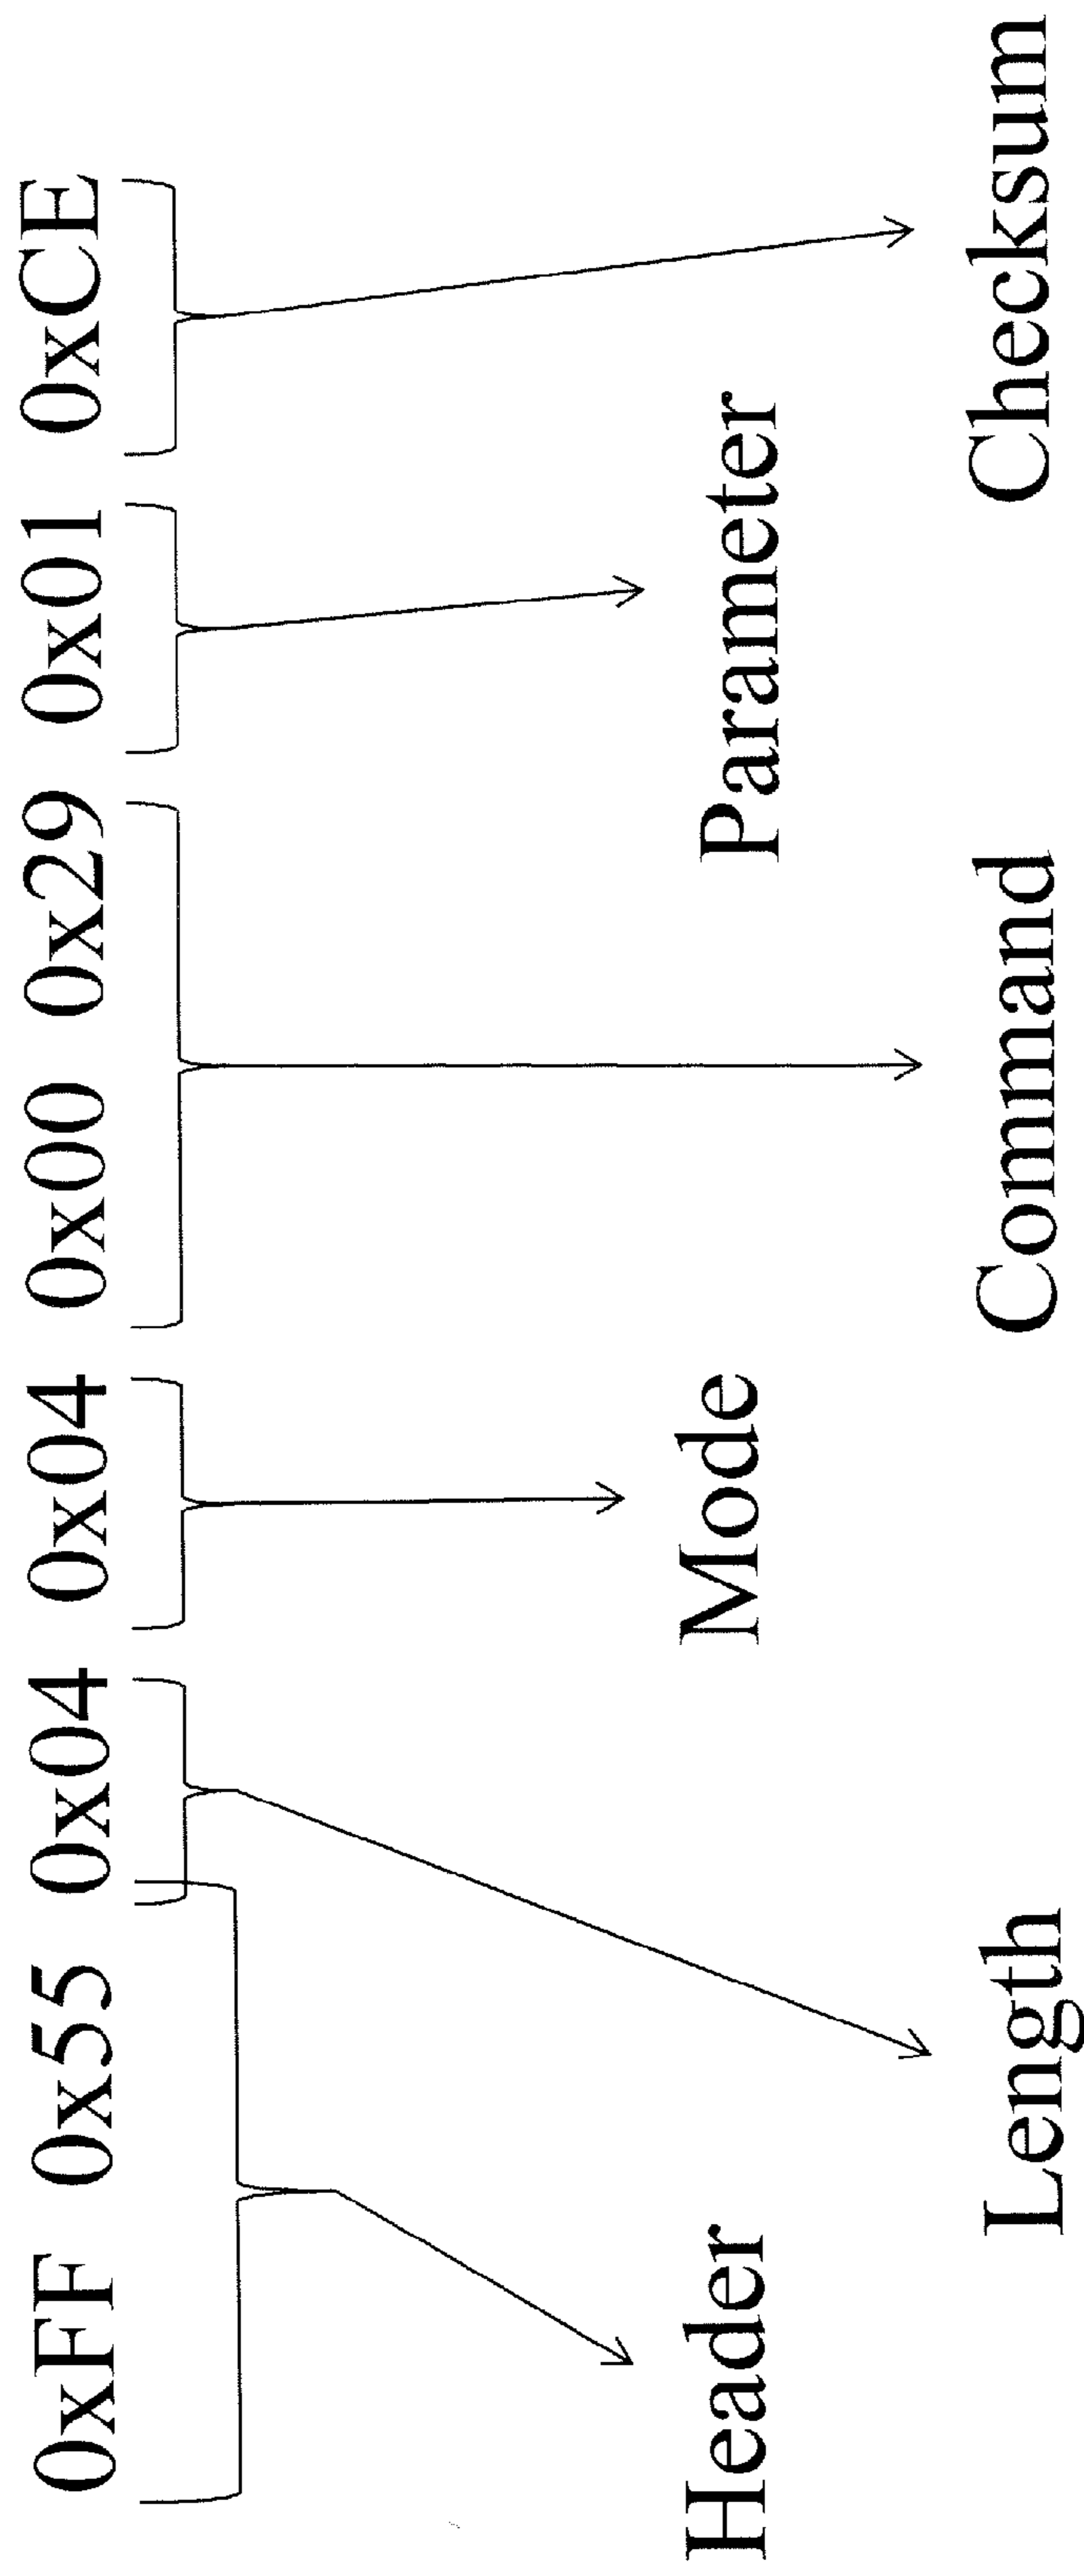 0xFF 0x55 0x04 0x04 0x00 0x29 0x01 0xCE
Header Mode Parameter
Length Command Checksum